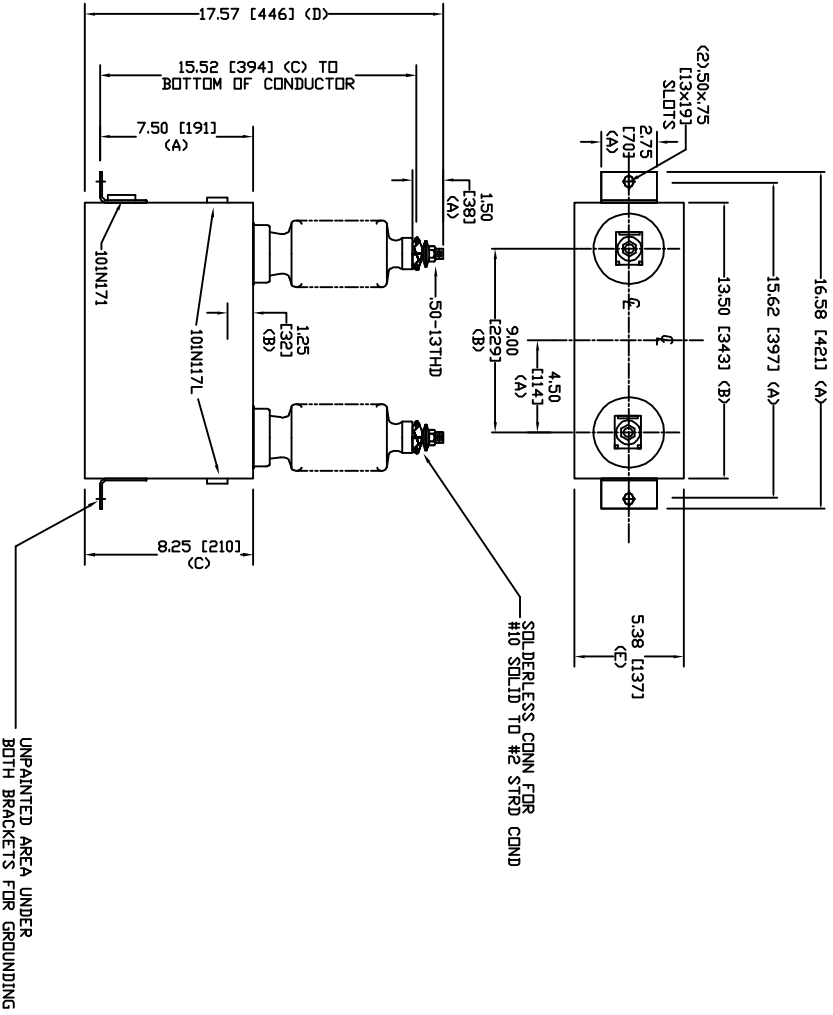 17.57 [446] (D)
15.52 [394] (C) TO
BOTTOM OF CONDUCTOR
7.50 [191]
(A)
1.50
[38]
(A)
.50-13THD
101N171
101N117L
1.25
[32]
(B)
8.25 [210]
(C)
UNPAINTED AREA UNDER
BOTH BRACKETS FOR GROUNDING
SOLDERLESS CONN FOR
#10 SOLID TO #2 STRD COND
(2).50x.75
[13x19]
SLOTS
2.75
[70]
(A)
16.58 [421] (A)
15.62 [397] (A)
13.50 [343] (B)
CL
CL
9.00
[229]
(B)
4.50
[114]
(A)
5.38 [137]
(E)